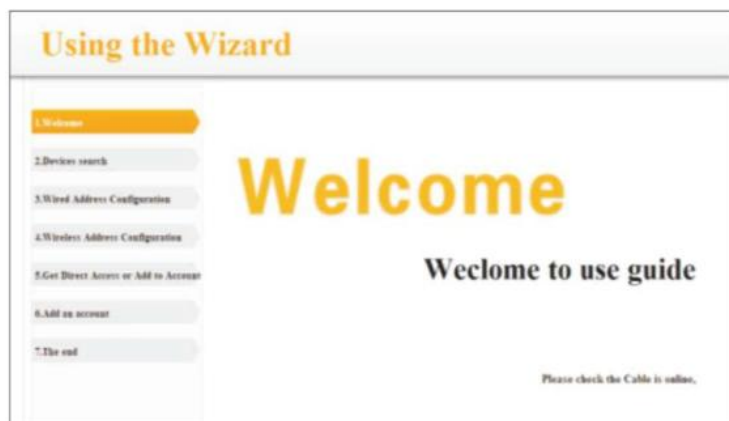 Using the Wizard
1.Welcome
2.Devices search
3.Wired Address Configuration
4.Wireless Address Configuration
5.Get Direct Access or Add to Account
6.Add an account
7.The end
Welcome
Weclome to use guide
Please check the Cable is online,